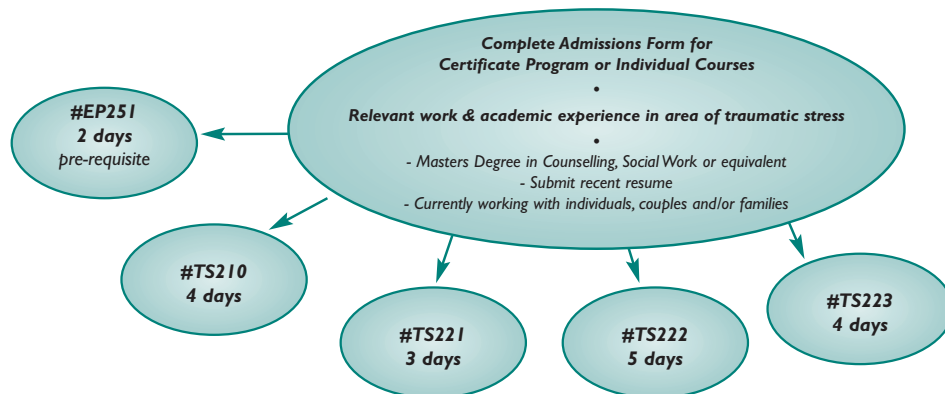 Complete Admissions Form for
Certificate Program or Individual Courses
•
Relevant work & academic experience in area of traumatic stress
•
- Masters Degree in Counselling, Social Work or equivalent
- Submit recent resume
- Currently working with individuals, couples and/or families
#EP251
2 days
pre-requisite
#TS210
4 days
#TS221
3 days
#TS222
5 days
#TS223
4 days